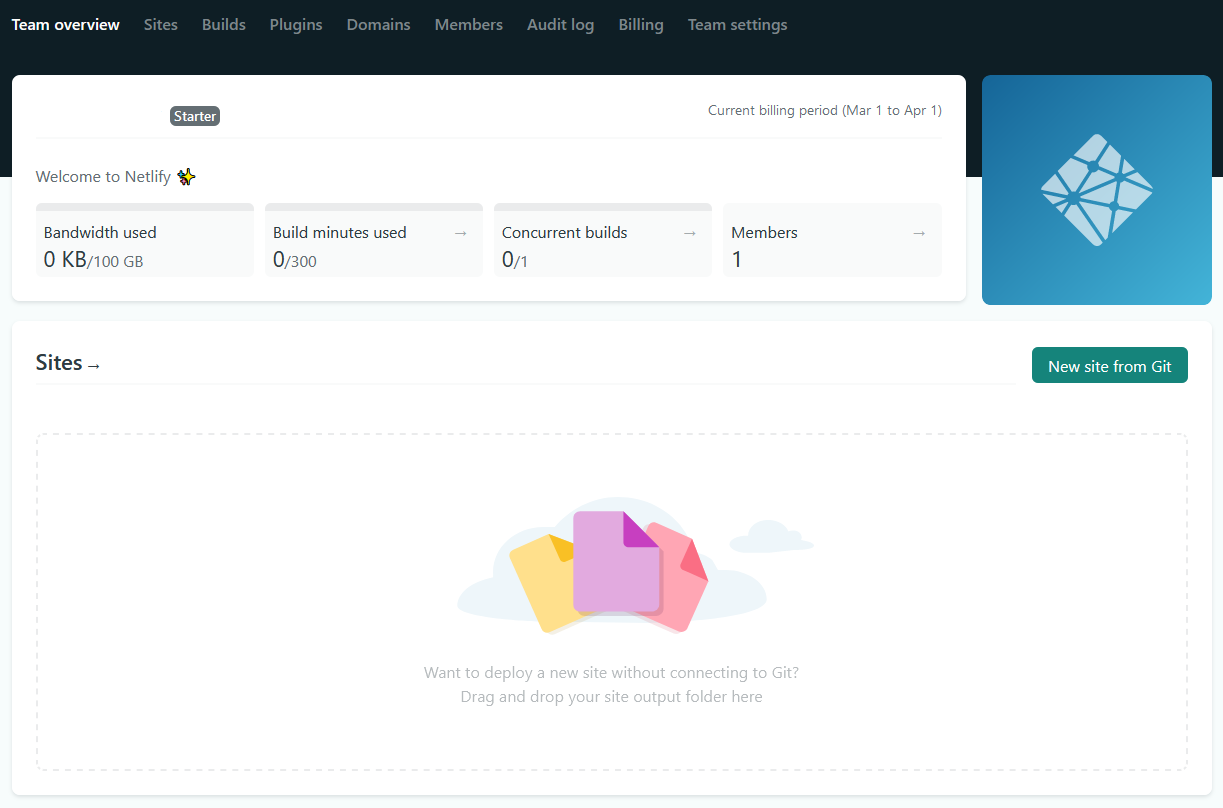 Team overview Sites Builds Plugins Domains Members Audit log Billing Team settings
Starter
Current billing period (Mar 1 to Apr 1)
Welcome to Netlify ✨
Bandwidth used
0 KB/100 GB
Build minutes used →
0/300
Concurrent builds →
0/1
Members →
1
Sites →
New site from Git
Want to deploy a new site without connecting to Git?
Drag and drop your site output folder here